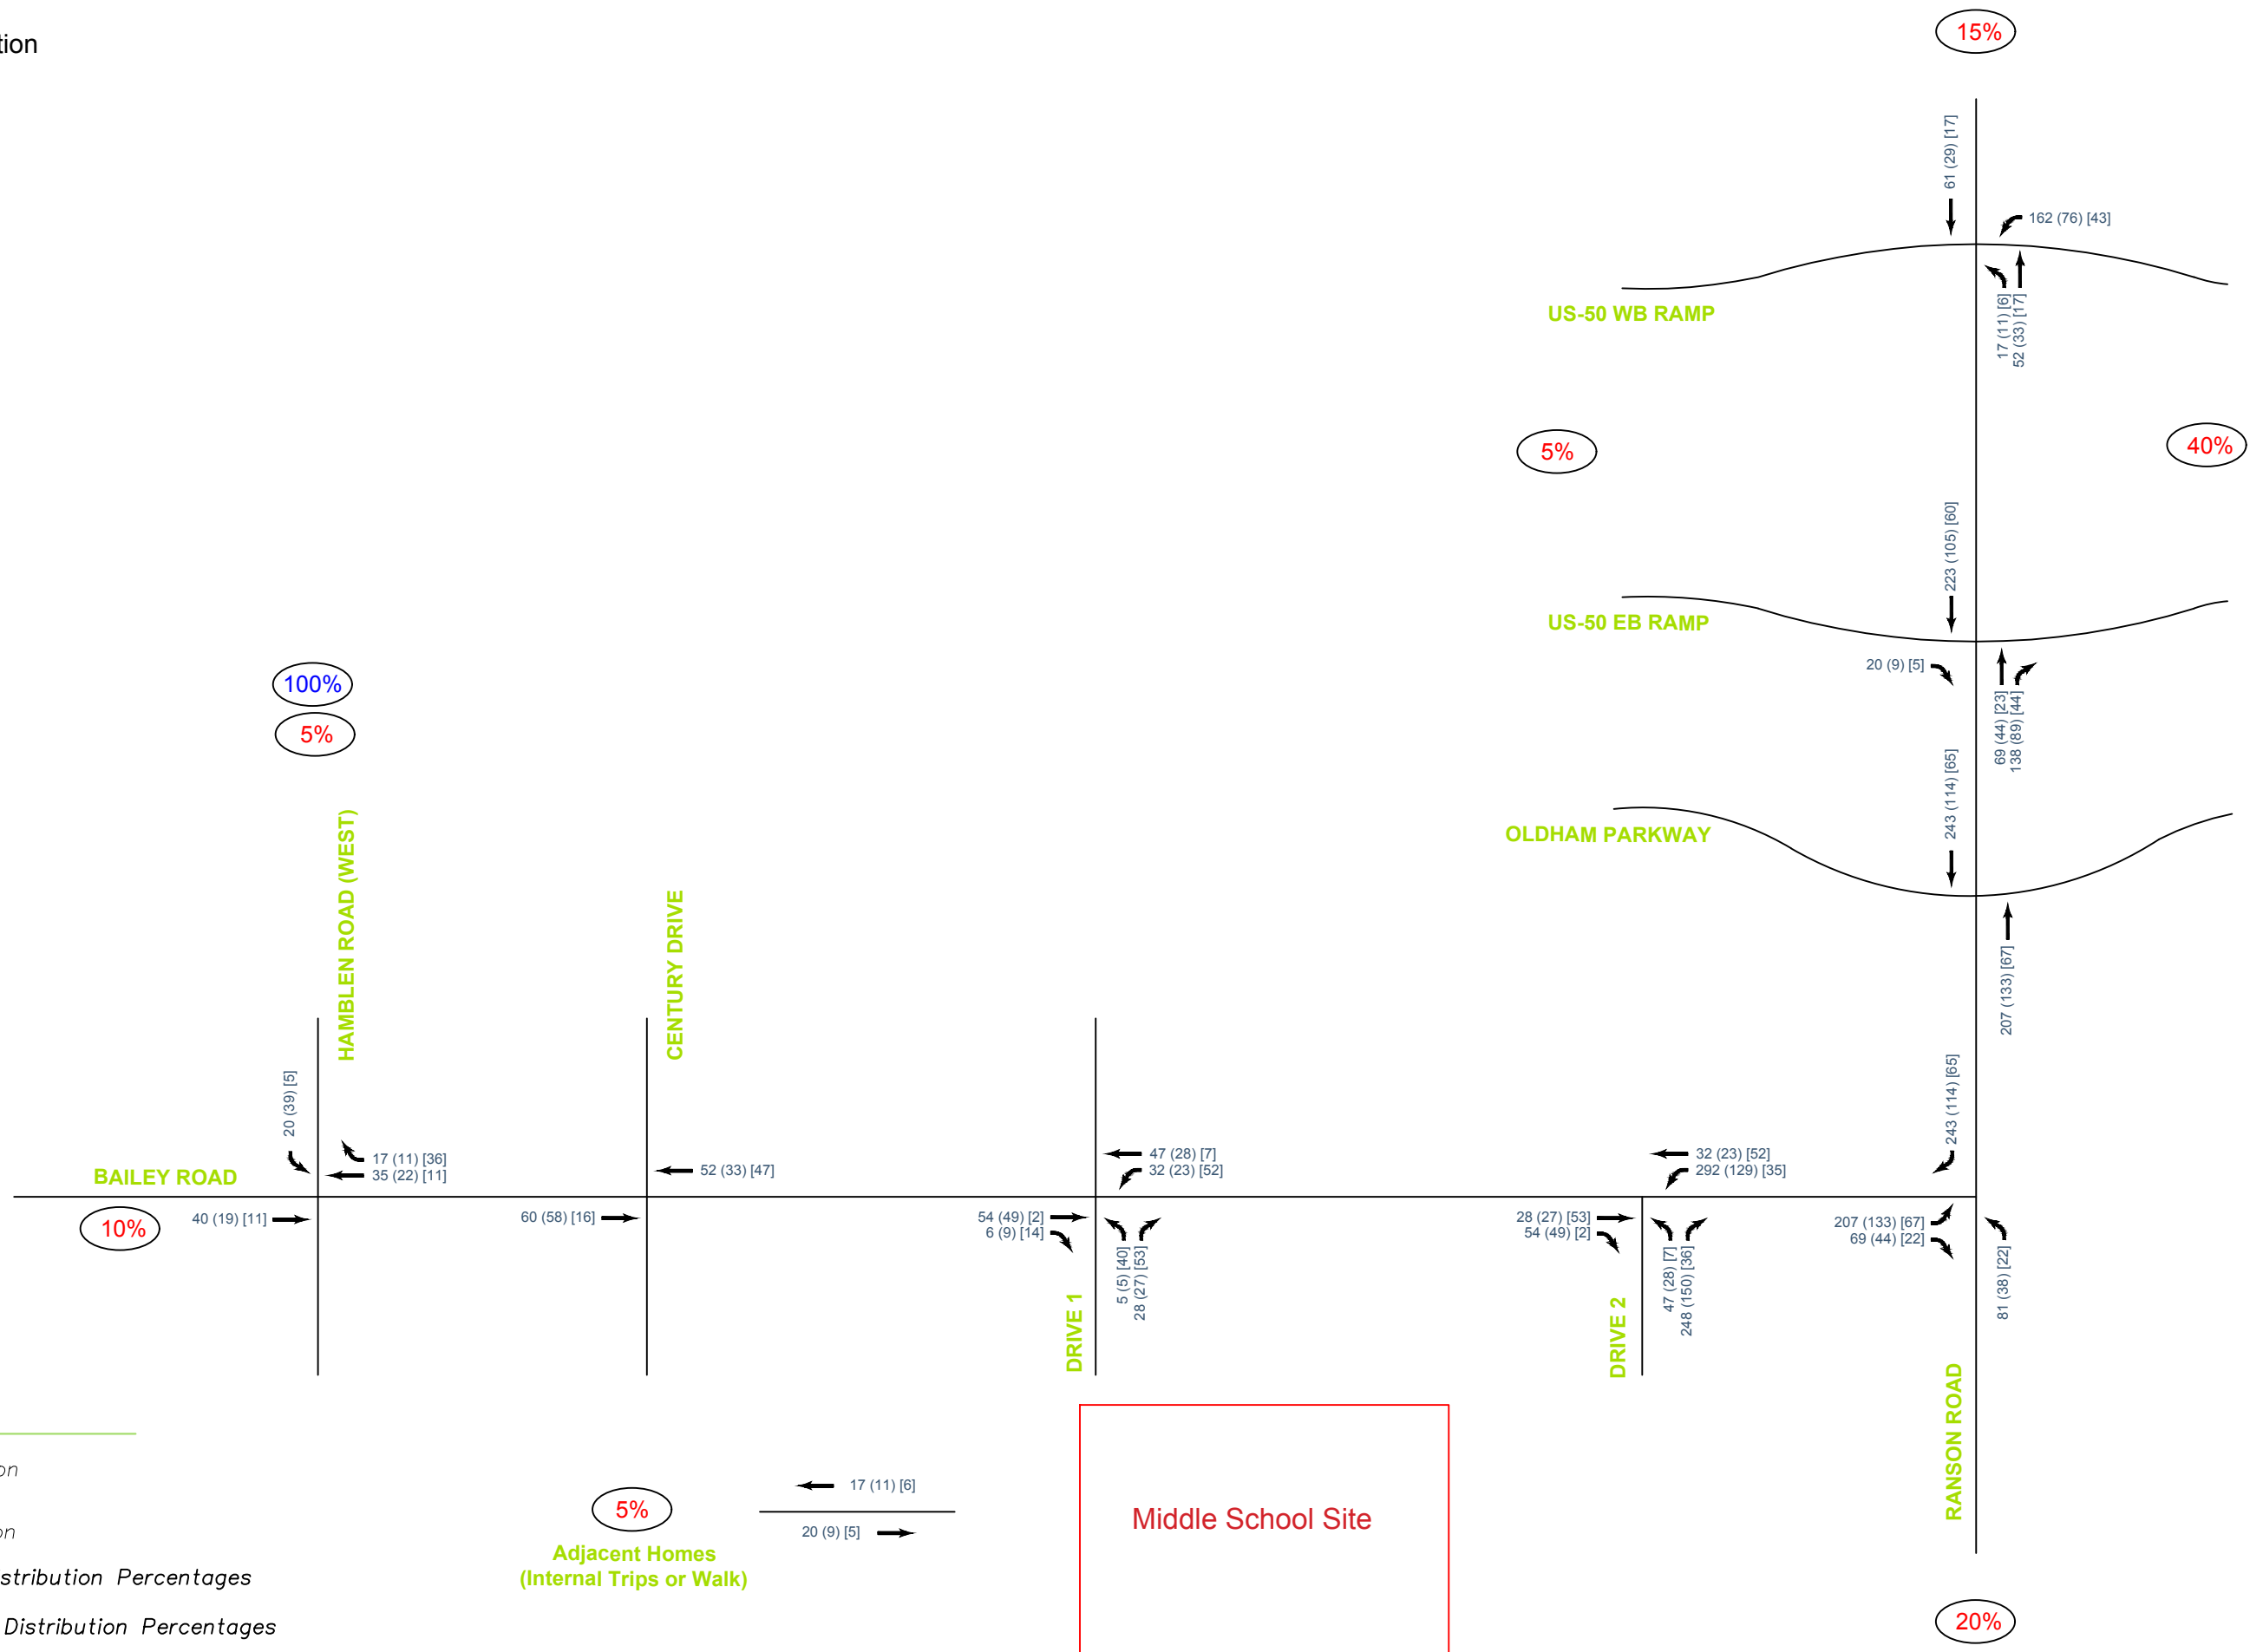 tion
15%
61 (29) [17]
162 (76) [43]
17 (11) [6]
52 (33) [17]
US-50 WB RAMP
5%
40%
223 (105) [60]
US-50 EB RAMP
20 (9) [5]
69 (44) [23]
138 (89) [44]
100%
5%
243 (114) [65]
OLDHAM PARKWAY
HAMBLEN ROAD (WEST)
CENTURY DRIVE
207 (133) [67]
20 (39) [5]
243 (114) [65]
17 (11) [36]
35 (22) [11]
52 (33) [47]
47 (28) [7]
32 (23) [52]
32 (23) [52]
292 (129) [35]
BAILEY ROAD
10%
40 (19) [11]
60 (58) [16]
54 (49) [2]
6 (9) [14]
5 (5) [40]
28 (27) [53]
28 (27) [53]
54 (49) [2]
47 (28) [7]
248 (150) [36]
207 (133) [67]
69 (44) [22]
81 (38) [22]
DRIVE 1
DRIVE 2
RANSON ROAD
on
on
stribution Percentages
Distribution Percentages
17 (11) [6]
5%
20 (9) [5]
Adjacent Homes
(Internal Trips or Walk)
Middle School Site
20%